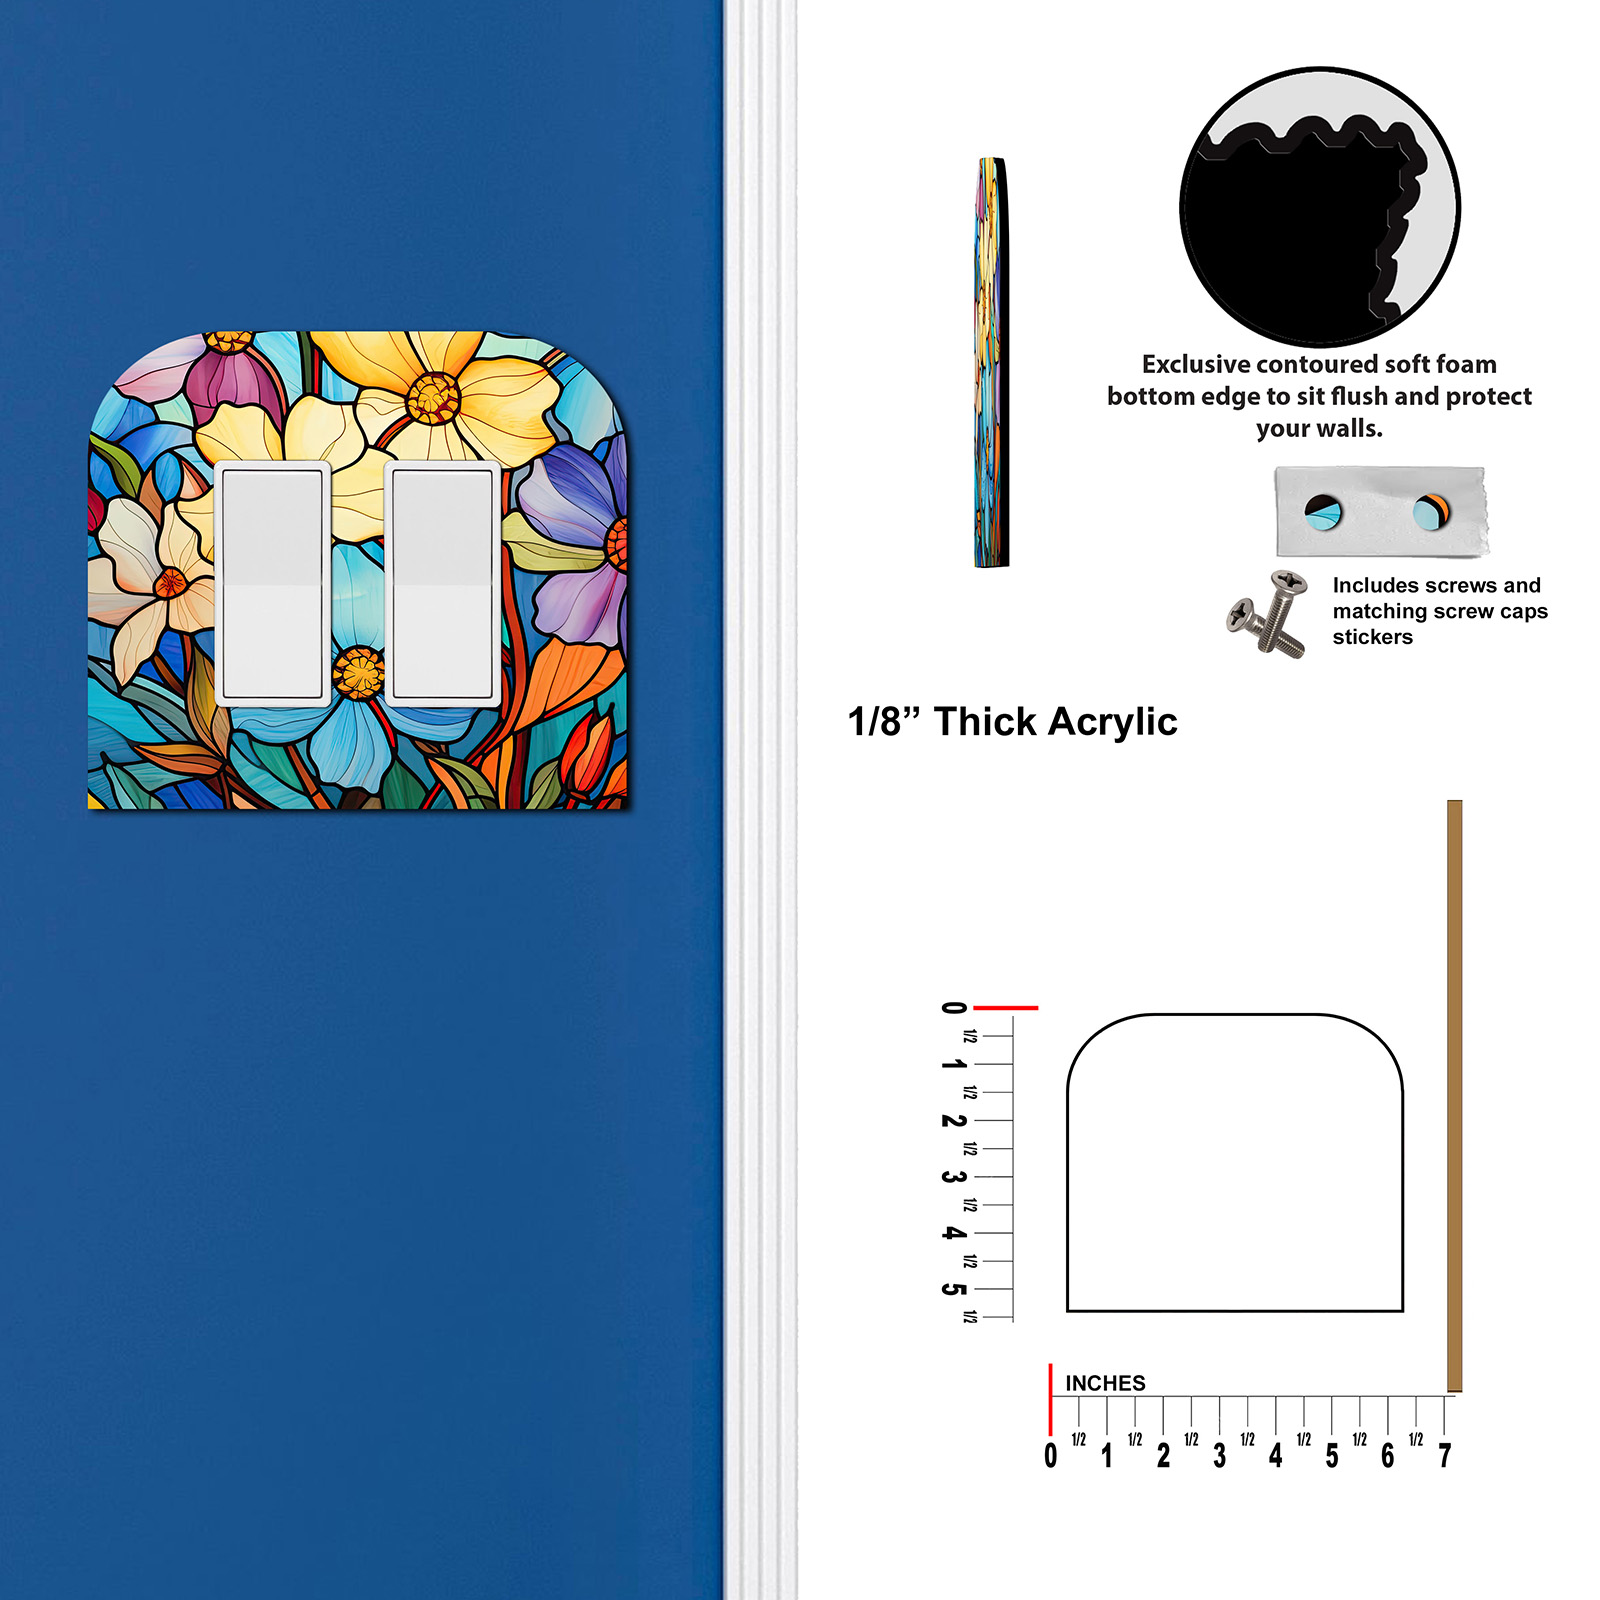 Exclusive contoured soft foam
bottom edge to sit flush and protect
your walls.
Includes screws and
matching screw caps
stickers
1/8” Thick Acrylic
0
1/2
1
1/2
2
1/2
3
1/2
4
1/2
5
1/2
INCHES
0 1/2 1 1/2 2 1/2 3 1/2 4 1/2 5 1/2 6 1/2 7